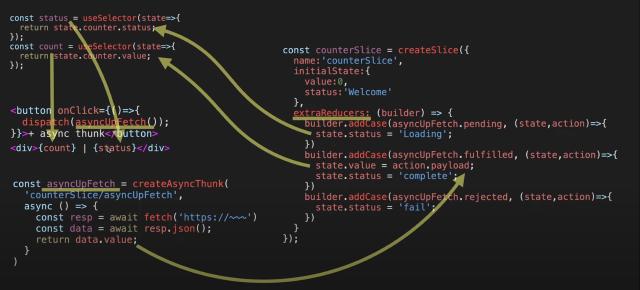 const status = useSelector(state=>{
return state.counter.status;
});
const count = useSelector(state=>{
return state.counter.value;
});
<button onClick={()=>{
dispatch(asyncUpFetch());
}}>+ async thunk</button>
<div>{count} | {status}</div>
const asyncUpFetch = createAsyncThunk(
'counterSlice/asyncUpFetch',
async () => {
const resp = await fetch('https://~~~')
const data = await resp.json();
return data.value;
}
)
const counterSlice = createSlice({
name:'counterSlice',
initialState:{
value:0,
status:'Welcome'
},
extraReducers: (builder) => {
builder.addCase(asyncUpFetch.pending, (state,action)=>{
state.status = 'Loading';
})
builder.addCase(asyncUpFetch.fulfilled, (state,action)=>{
state.value = action.payload;
state.status = 'complete';
})
builder.addCase(asyncUpFetch.rejected, (state,action)=>{
state.status = 'fail';
})
}
});